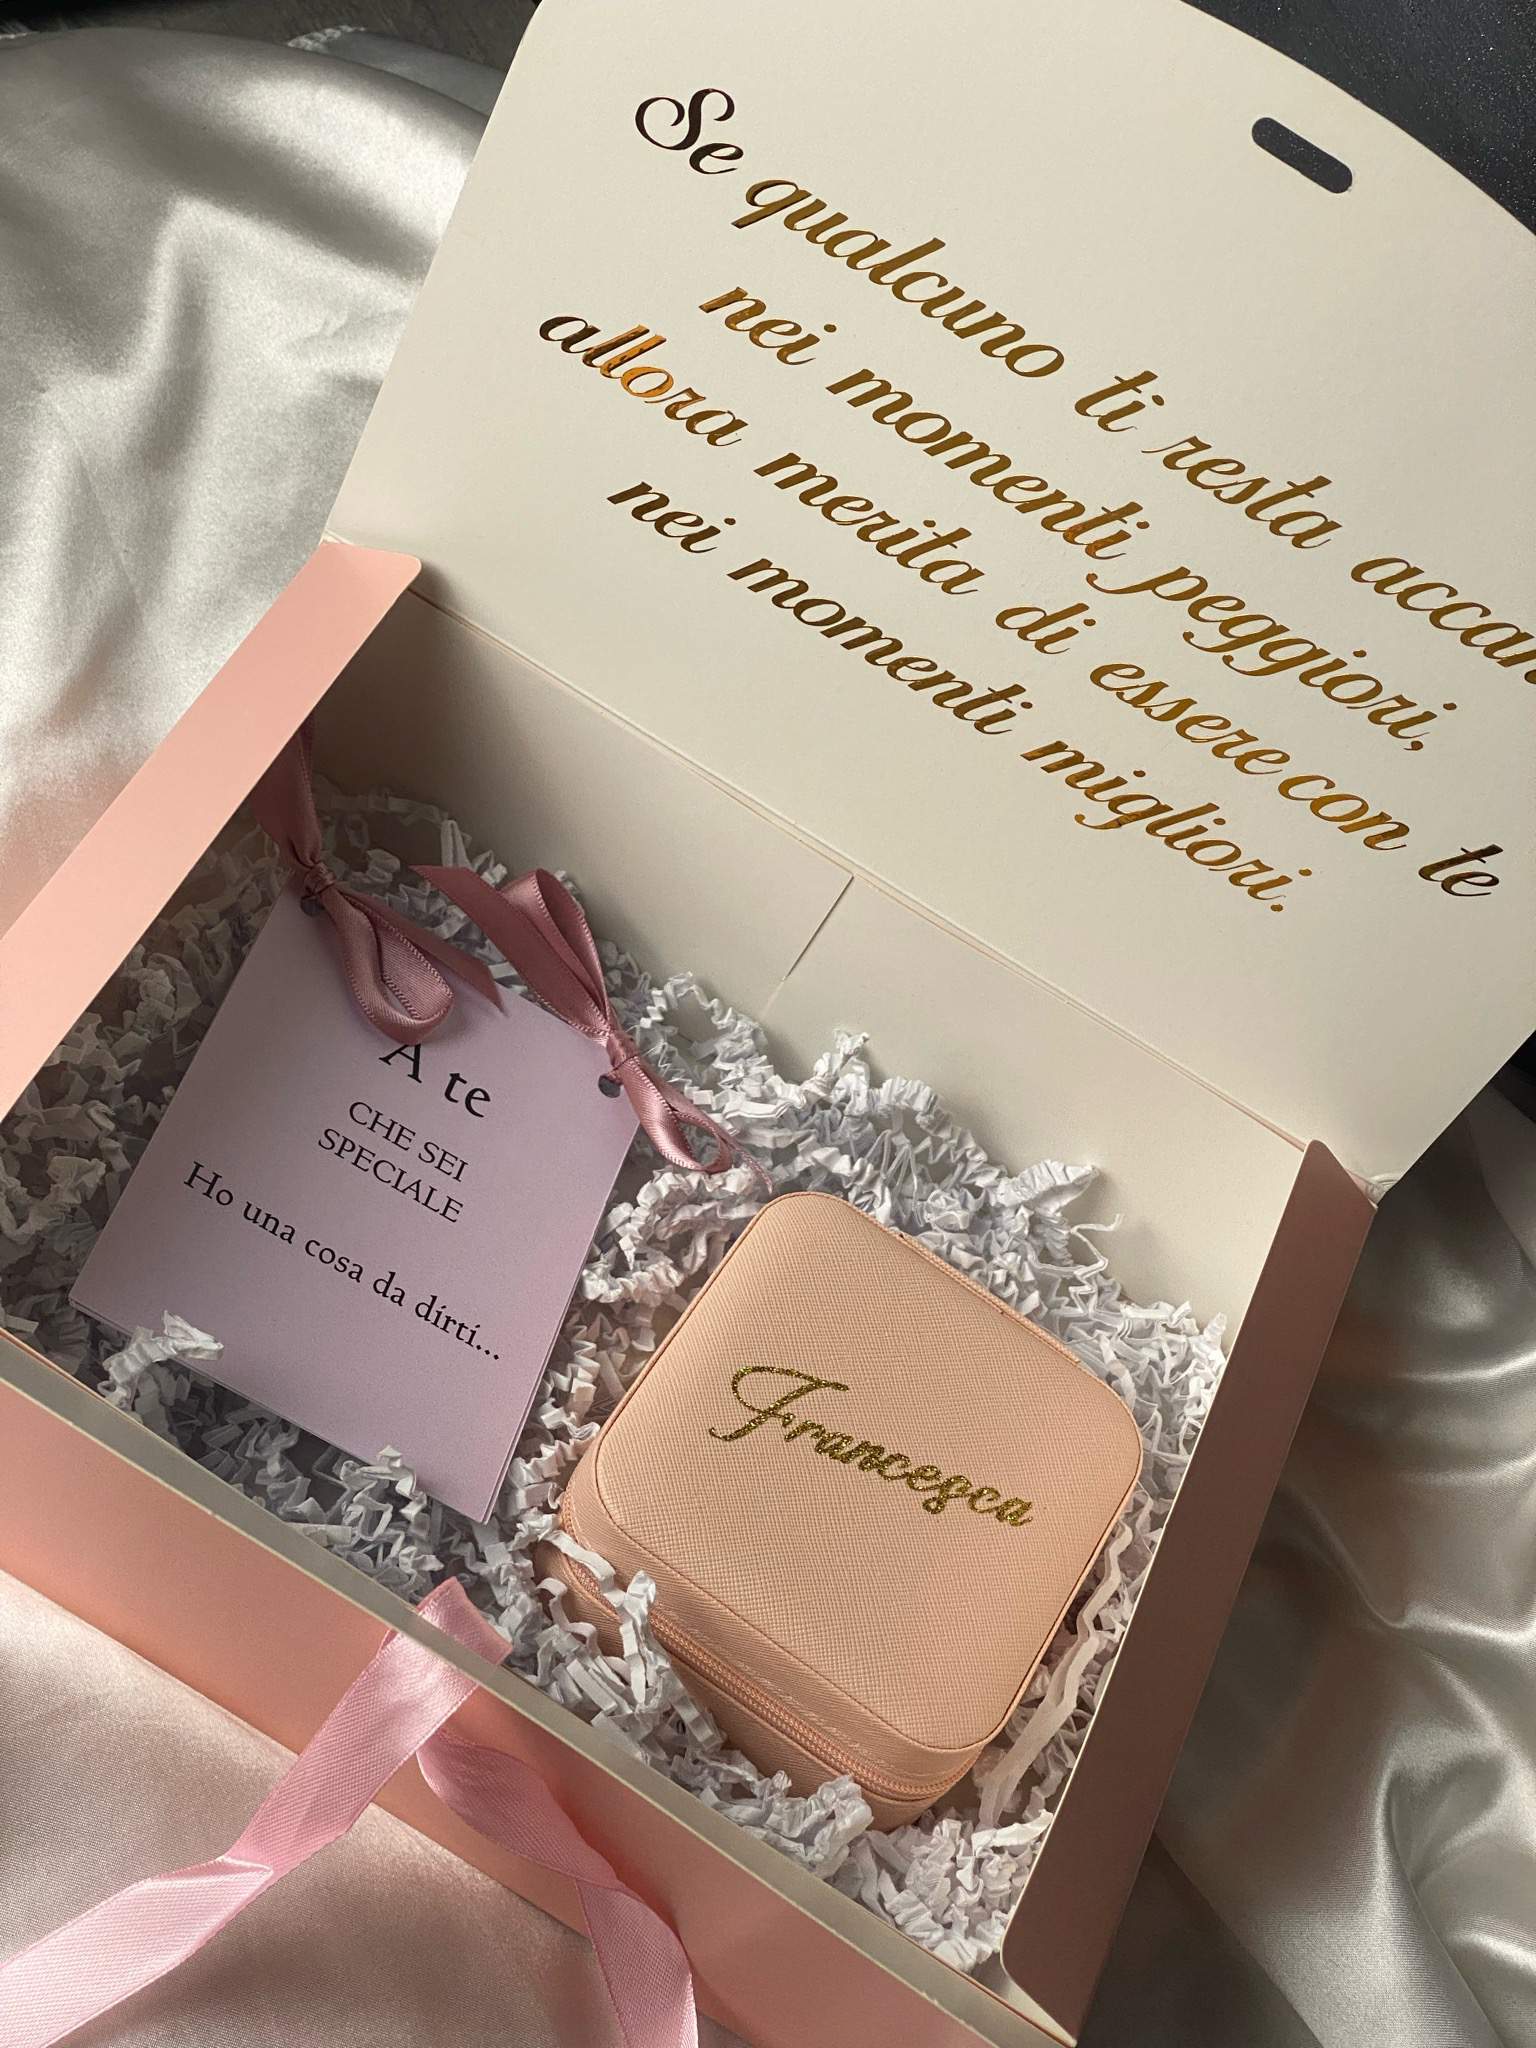 Se qualcuno ti resta accan
nei momenti peggiori,
allora merita di essere con te
nei momenti migliori.
A te
CHE SEI
SPECIALE
Ho una cosa da dirti...
Francesca